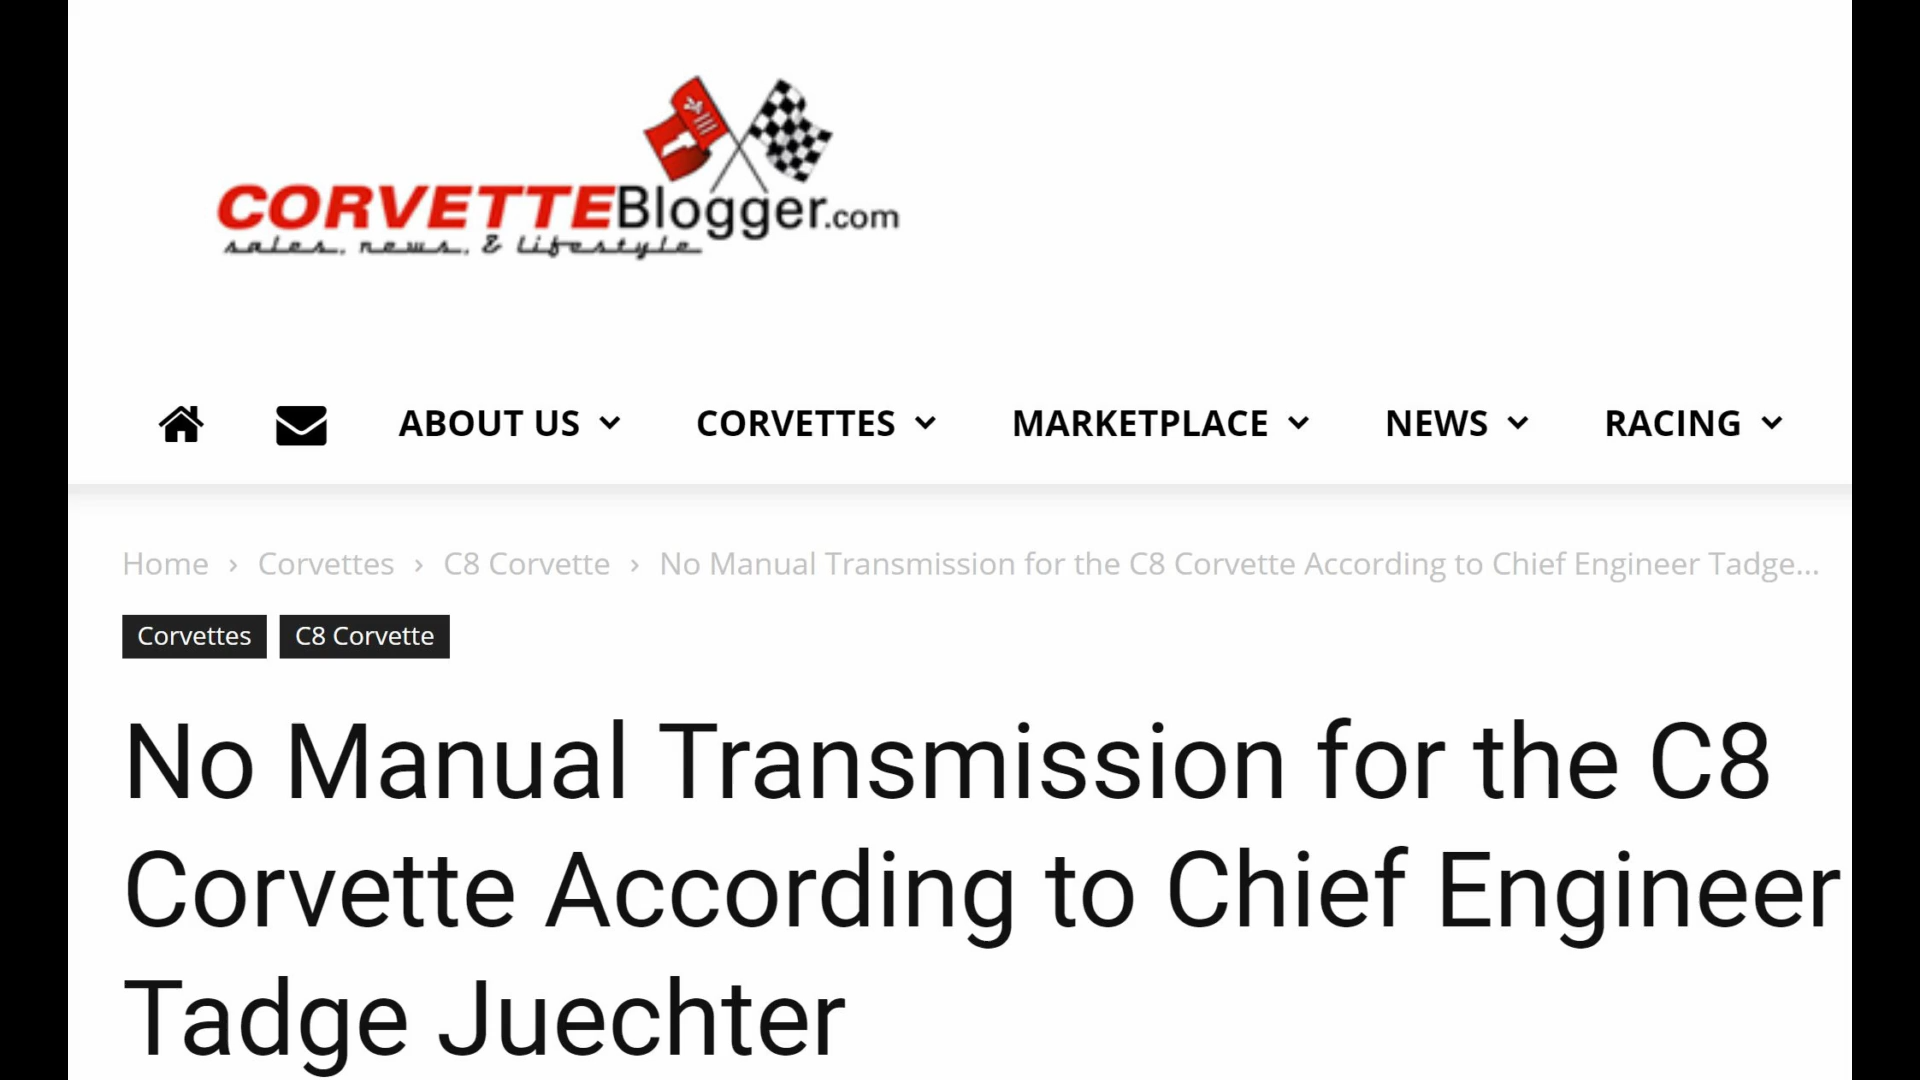 CORVETTEBlogger.com
sales, news, & lifestyle
ABOUT US CORVETTES MARKETPLACE NEWS RACING
Home › Corvettes › C8 Corvette › No Manual Transmission for the C8 Corvette According to Chief Engineer Tadge...
Corvettes C8 Corvette
No Manual Transmission for the C8
Corvette According to Chief Engineer
Tadge Juechter